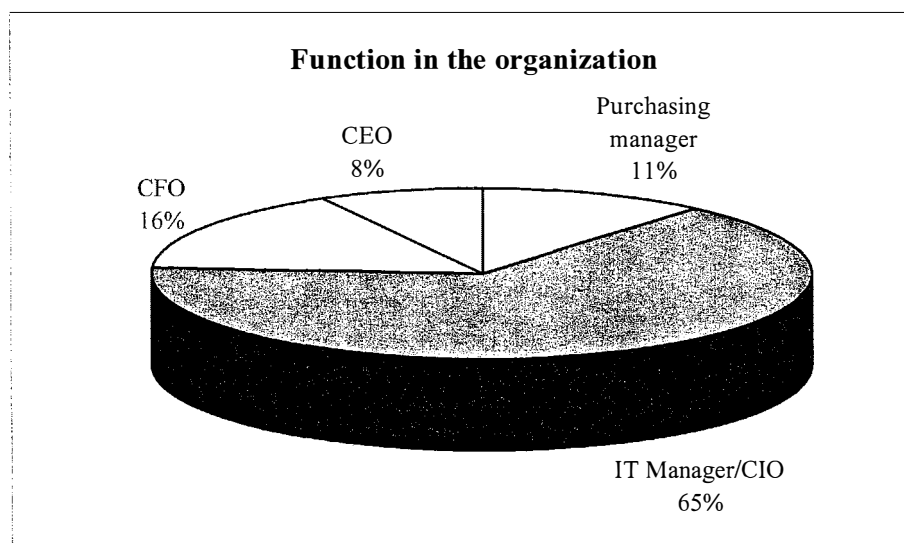 Function in the organization
Purchasing
manager
11%
CEO
8%
CFO
16%
IT Manager/CIO
65%